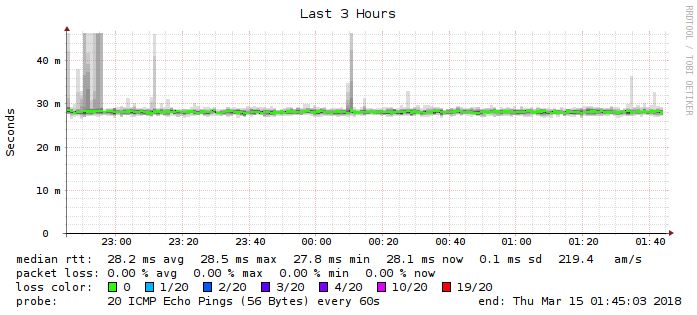 Last 3 Hours
RRDTOOL / TOBI OETIKER
Seconds
40 m
30 m
20 m
10 m
0
23:00 23:20 23:40 00:00 00:20 00:40 01:00 01:20 01:40
median rtt: 28.2 ms avg 28.5 ms max 27.8 ms min 28.1 ms now 0.1 ms sd 219.4 am/s
packet loss: 0.00 % avg 0.00 % max 0.00 % min 0.00 % now
loss color: 0 1/20 2/20 3/20 4/20 10/20 19/20
probe: 20 ICMP Echo Pings (56 Bytes) every 60s end: Thu Mar 15 01:45:03 2018